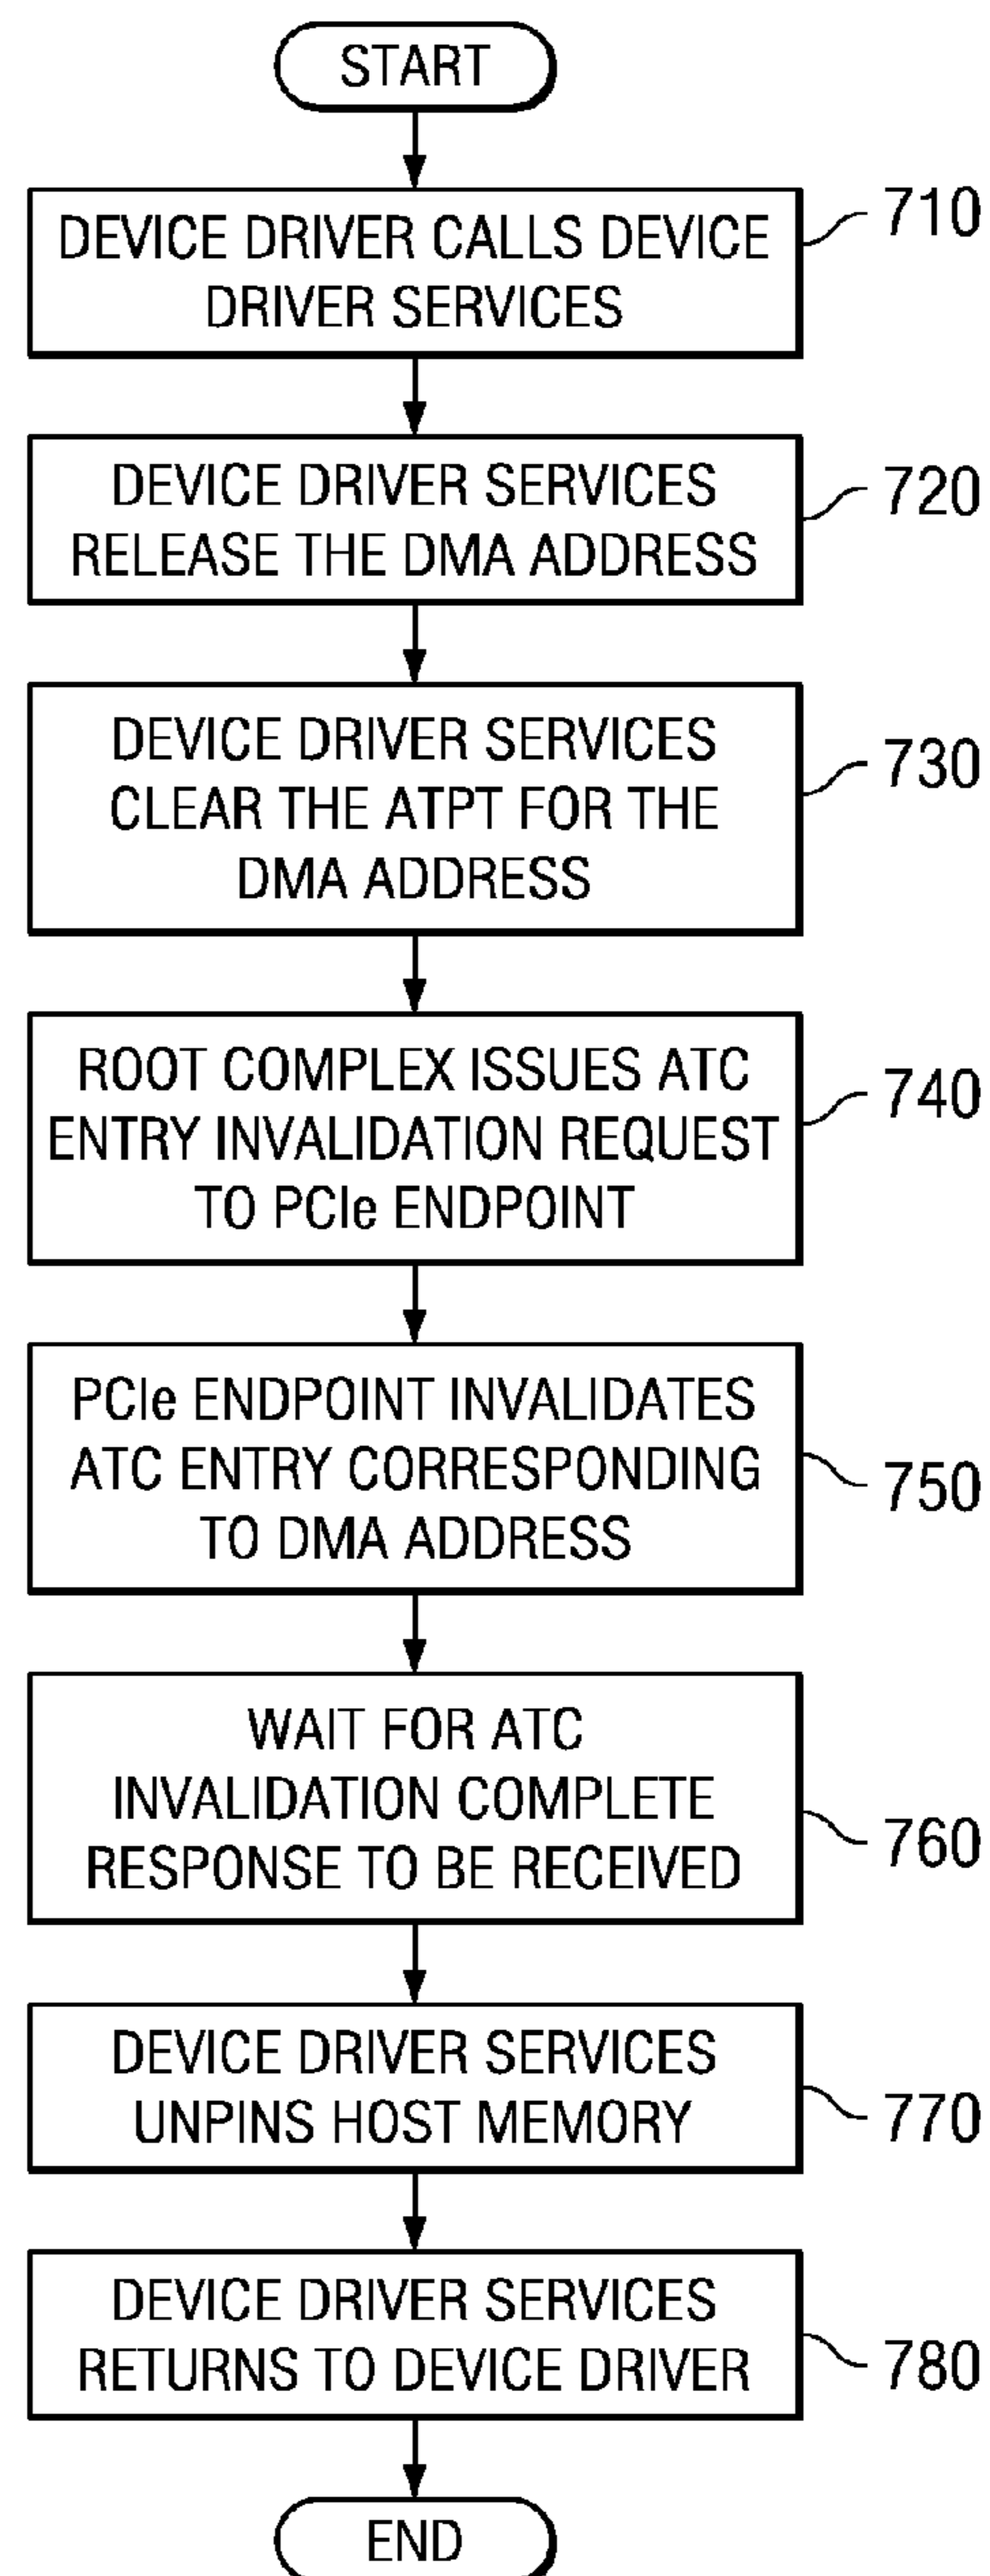 START
DEVICE DRIVER CALLS DEVICE
DRIVER SERVICES
710
DEVICE DRIVER SERVICES
RELEASE THE DMA ADDRESS
720
DEVICE DRIVER SERVICES
CLEAR THE ATPT FOR THE
DMA ADDRESS
730
ROOT COMPLEX ISSUES ATC
ENTRY INVALIDATION REQUEST
TO PCIe ENDPOINT
740
PCIe ENDPOINT INVALIDATES
ATC ENTRY CORRESPONDING
TO DMA ADDRESS
750
WAIT FOR ATC
INVALIDATION COMPLETE
RESPONSE TO BE RECEIVED
760
DEVICE DRIVER SERVICES
UNPINS HOST MEMORY
770
DEVICE DRIVER SERVICES
RETURNS TO DEVICE DRIVER
780
END